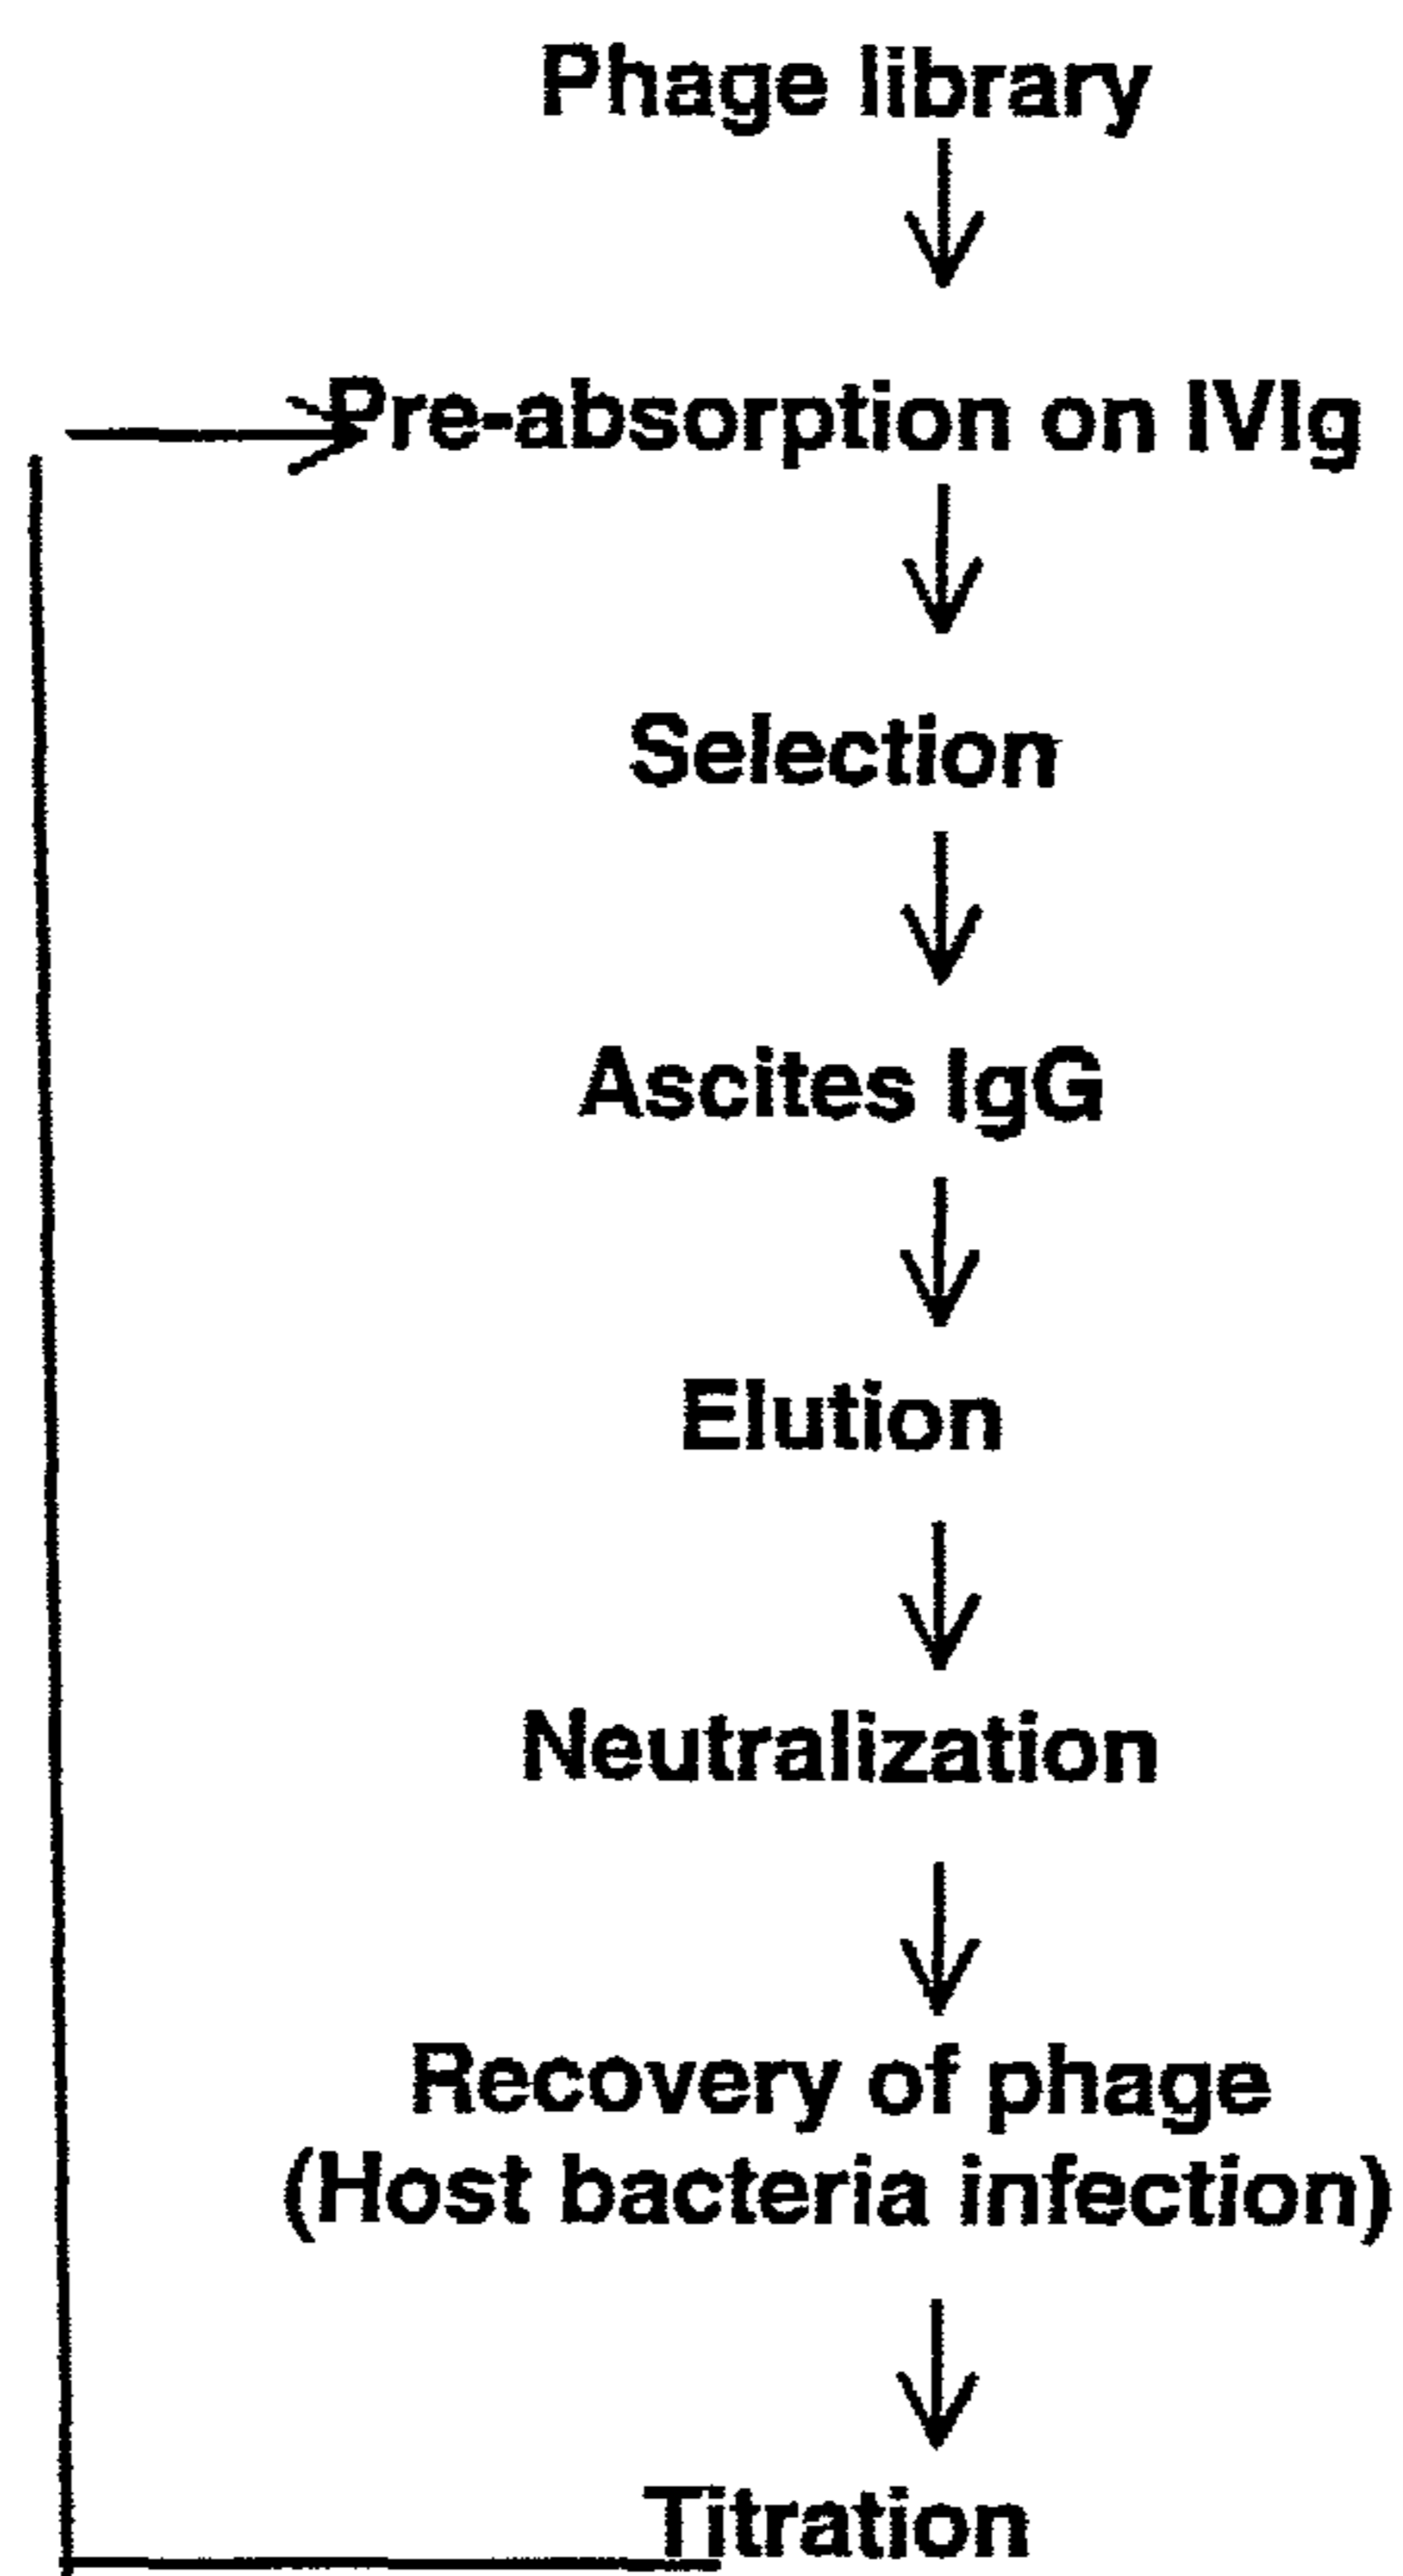 Phage library
Pre-absorption on IVIg
Selection
Ascites IgG
Elution
Neutralization
Recovery of phage
(Host bacteria infection)
Titration